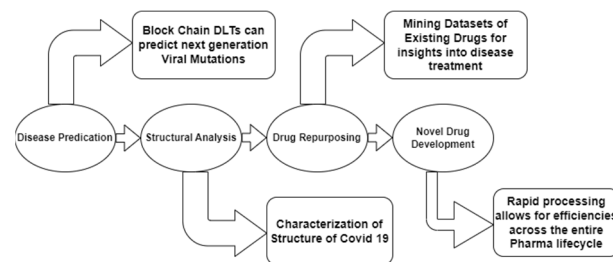 Block Chain DLTs can
predict next generation
Viral Mutations
Mining Datasets of
Existing Drugs for
insights into disease
treatment
Disease Predication
Structural Analysis
Drug Repurposing
Novel Drug
Development
Characterization of
Structure of Covid 19
Rapid processing
allows for efficiencies
across the entire
Pharma lifecycle